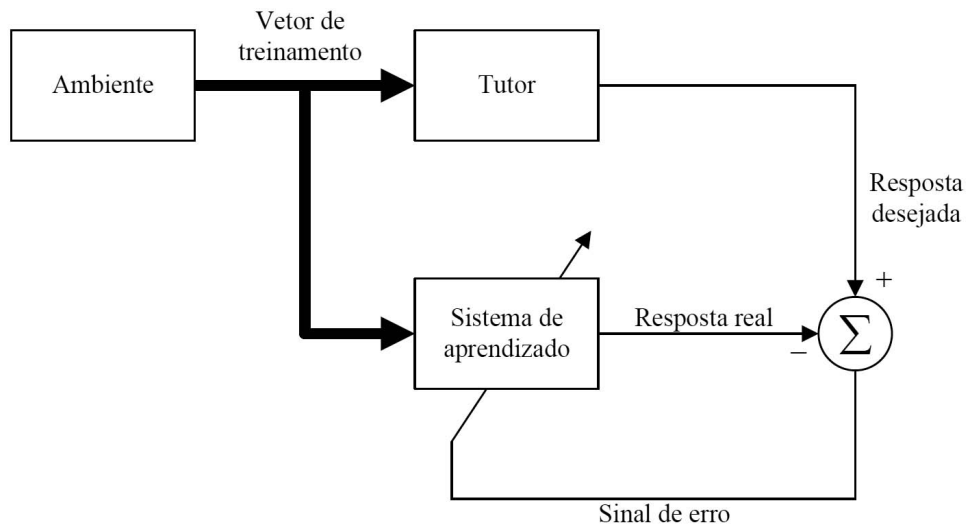 Vetor de
treinamento
Ambiente
Tutor
Resposta
desejada
+
Sistema de
aprendizado
Resposta real
−
Σ
Sinal de erro